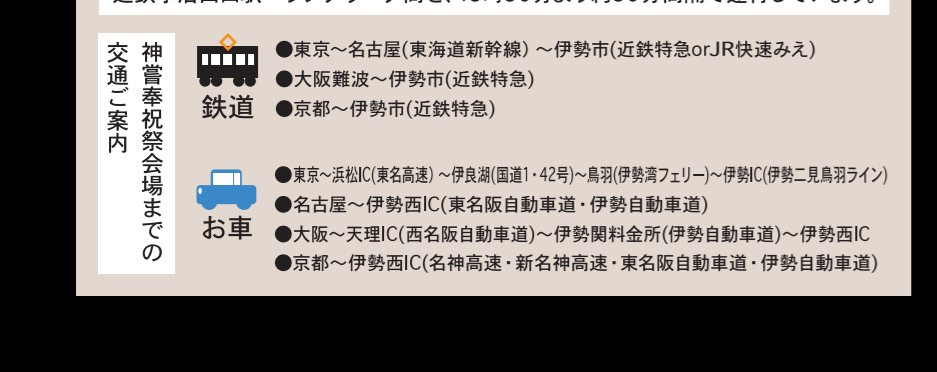 神嘗奉祝祭会場までの
交通ご案内
鉄道
●東京～名古屋(東海道新幹線)～伊勢市(近鉄特急orJR快速みえ)
●大阪難波～伊勢市(近鉄特急)
●京都～伊勢市(近鉄特急)
お車
●東京～浜松IC(東名高速)～伊良湖(国道1・42号)～鳥羽(伊勢湾フェリー)～伊勢IC(伊勢二見鳥羽ライン)
●名古屋～伊勢西IC(東名阪自動車道・伊勢自動車道)
●大阪～天理IC(西名阪自動車道)～伊勢関料金所(伊勢自動車道)～伊勢西IC
●京都～伊勢西IC(名神高速・新名神高速・東名阪自動車道・伊勢自動車道)